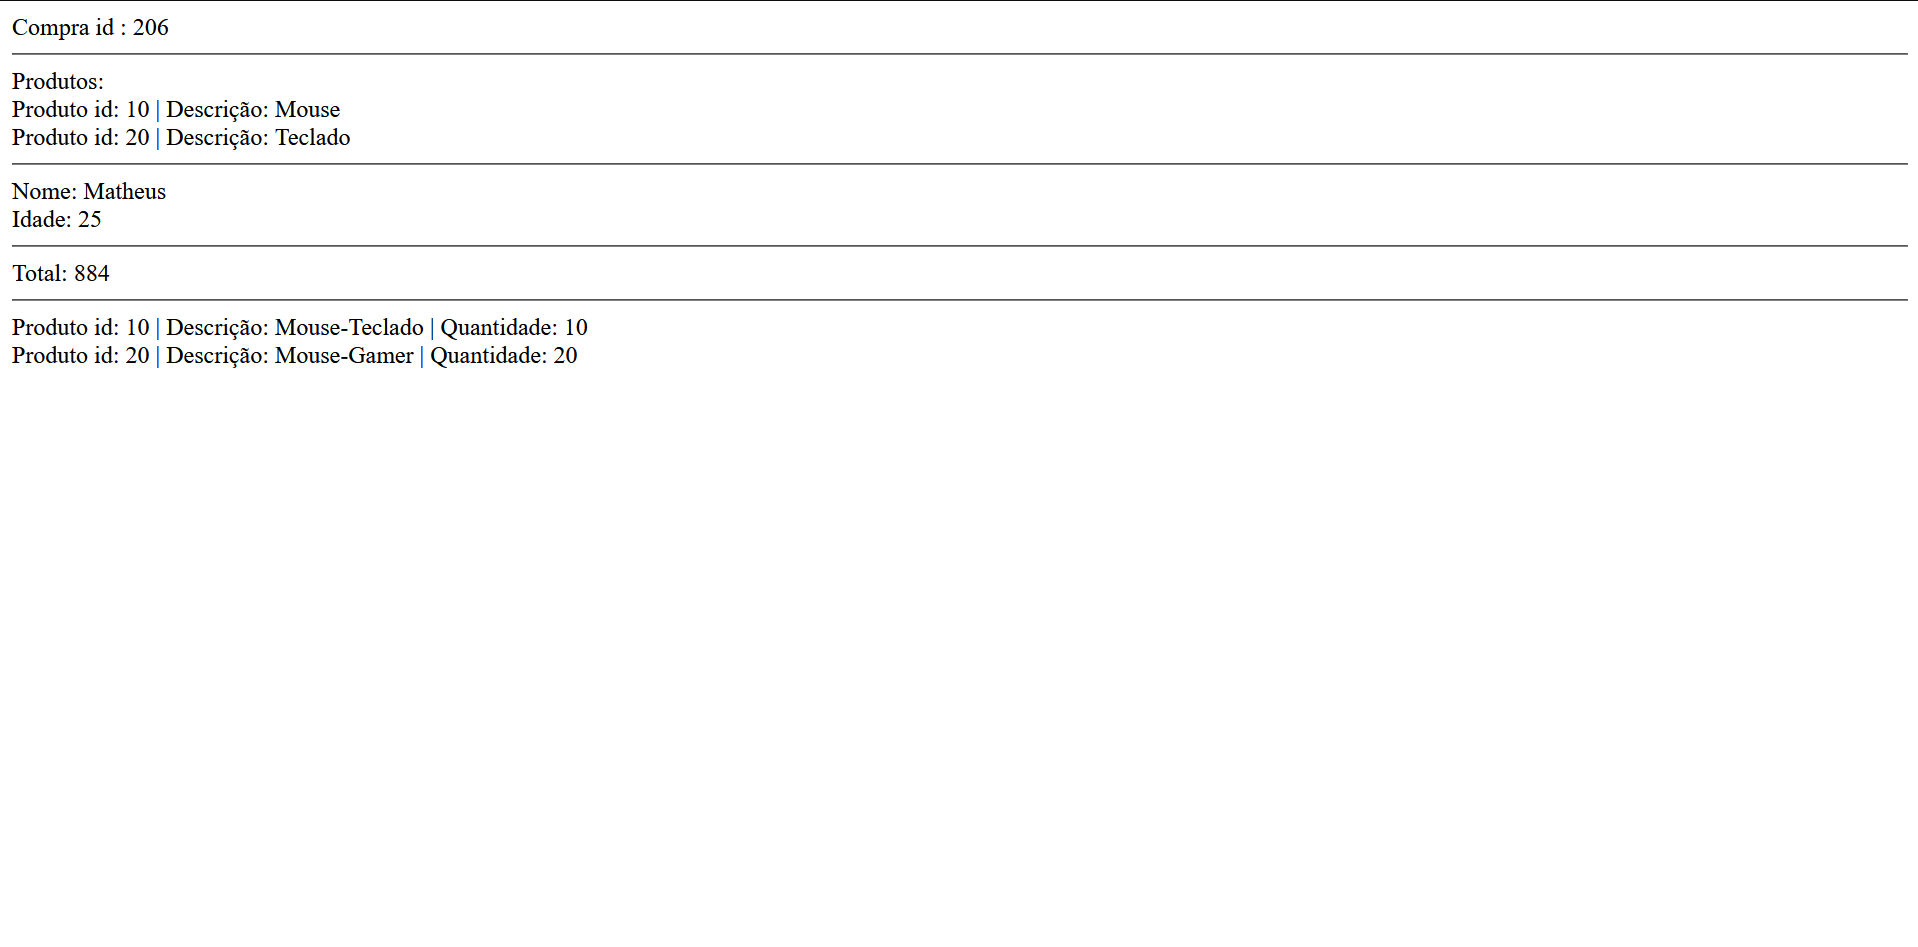 Compra id : 206
Produtos:
Produto id: 10 | Descrição: Mouse
Produto id: 20 | Descrição: Teclado
Nome: Matheus
Idade: 25
Total: 884
Produto id: 10 | Descrição: Mouse-Teclado | Quantidade: 10
Produto id: 20 | Descrição: Mouse-Gamer | Quantidade: 20